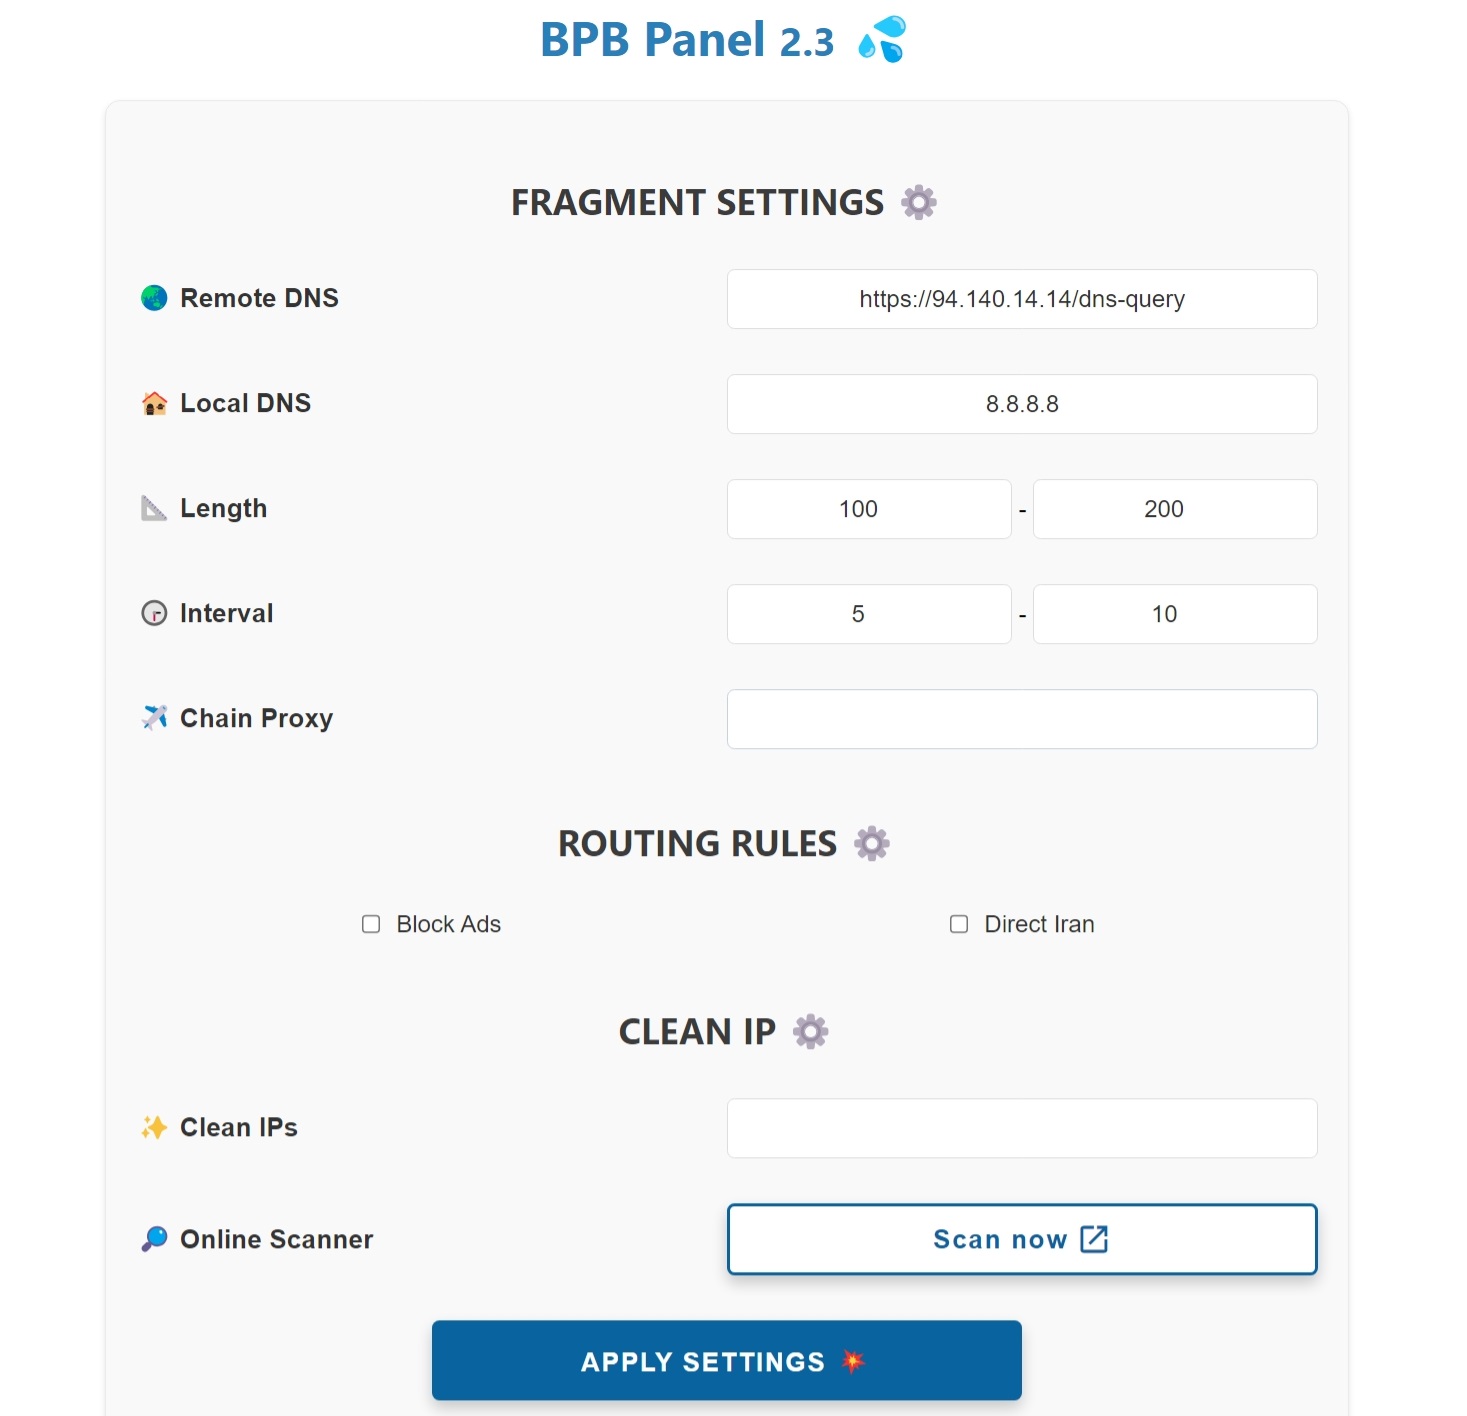 BPB Panel 2.3 💦
FRAGMENT SETTINGS ⚙️
🌏 Remote DNS https://94.140.14.14/dns-query
🏚️ Local DNS 8.8.8.8
📐 Length 100 - 200
🕞 Interval 5 - 10
✈️ Chain Proxy
ROUTING RULES ⚙️
Block Ads Direct Iran
CLEAN IP ⚙️
✨ Clean IPs
🔎 Online Scanner Scan now
APPLY SETTINGS 💥